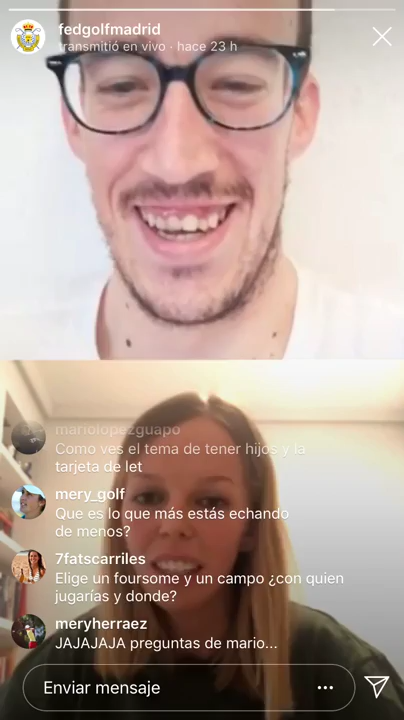 fedgolfmadrid
transmitió en vivo · hace 23 h
mariolopezguapo
Como ves el tema de tener hijos y la
tarjeta de let
mery_golf
Que es lo que más estás echando
de menos?
7fatscarriles
Elige un foursome y un campo ¿con quien
jugarías y donde?
meryherraez
JAJAJAJA preguntas de mario...
Enviar mensaje